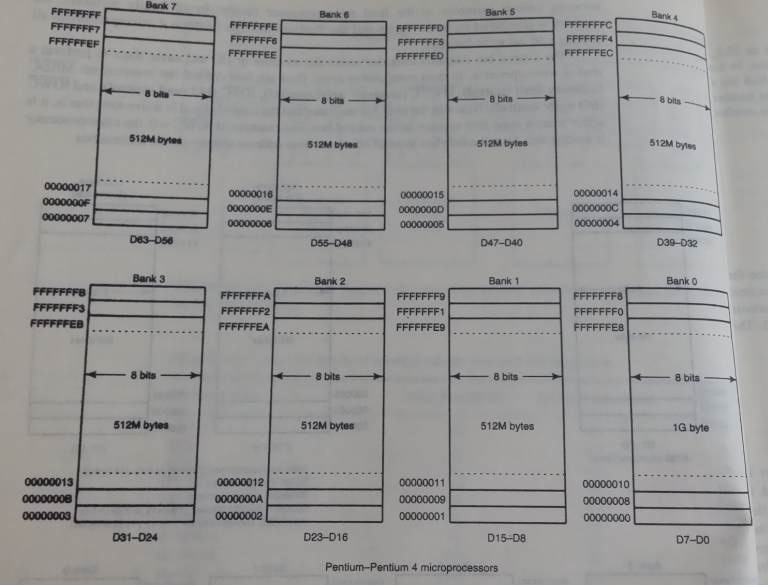 Bank 7
FFFFFFFF
FFFFFFF7
FFFFFFEF
8 bits
512M bytes
00000017
0000000F
00000007
D63–D56
Bank 6
FFFFFFFE
FFFFFFF6
FFFFFFEE
8 bits
512M bytes
00000016
0000000E
00000006
D55–D48
Bank 5
FFFFFFFD
FFFFFFF5
FFFFFFED
8 bits
512M bytes
00000015
0000000D
00000005
D47–D40
Bank 4
FFFFFFFC
FFFFFFF4
FFFFFFEC
8 bits
512M bytes
00000014
0000000C
00000004
D39–D32
Bank 3
FFFFFFFB
FFFFFFF3
FFFFFFEB
8 bits
512M bytes
00000013
0000000B
00000003
D31–D24
Bank 2
FFFFFFFA
FFFFFFF2
FFFFFFEA
8 bits
512M bytes
00000012
0000000A
00000002
D23–D16
Bank 1
FFFFFFF9
FFFFFFF1
FFFFFFE9
8 bits
512M bytes
00000011
00000009
00000001
D15–D8
Bank 0
FFFFFFF8
FFFFFFF0
FFFFFFE8
8 bits
1G byte
00000010
00000008
00000000
D7–D0
Pentium–Pentium 4 microprocessors